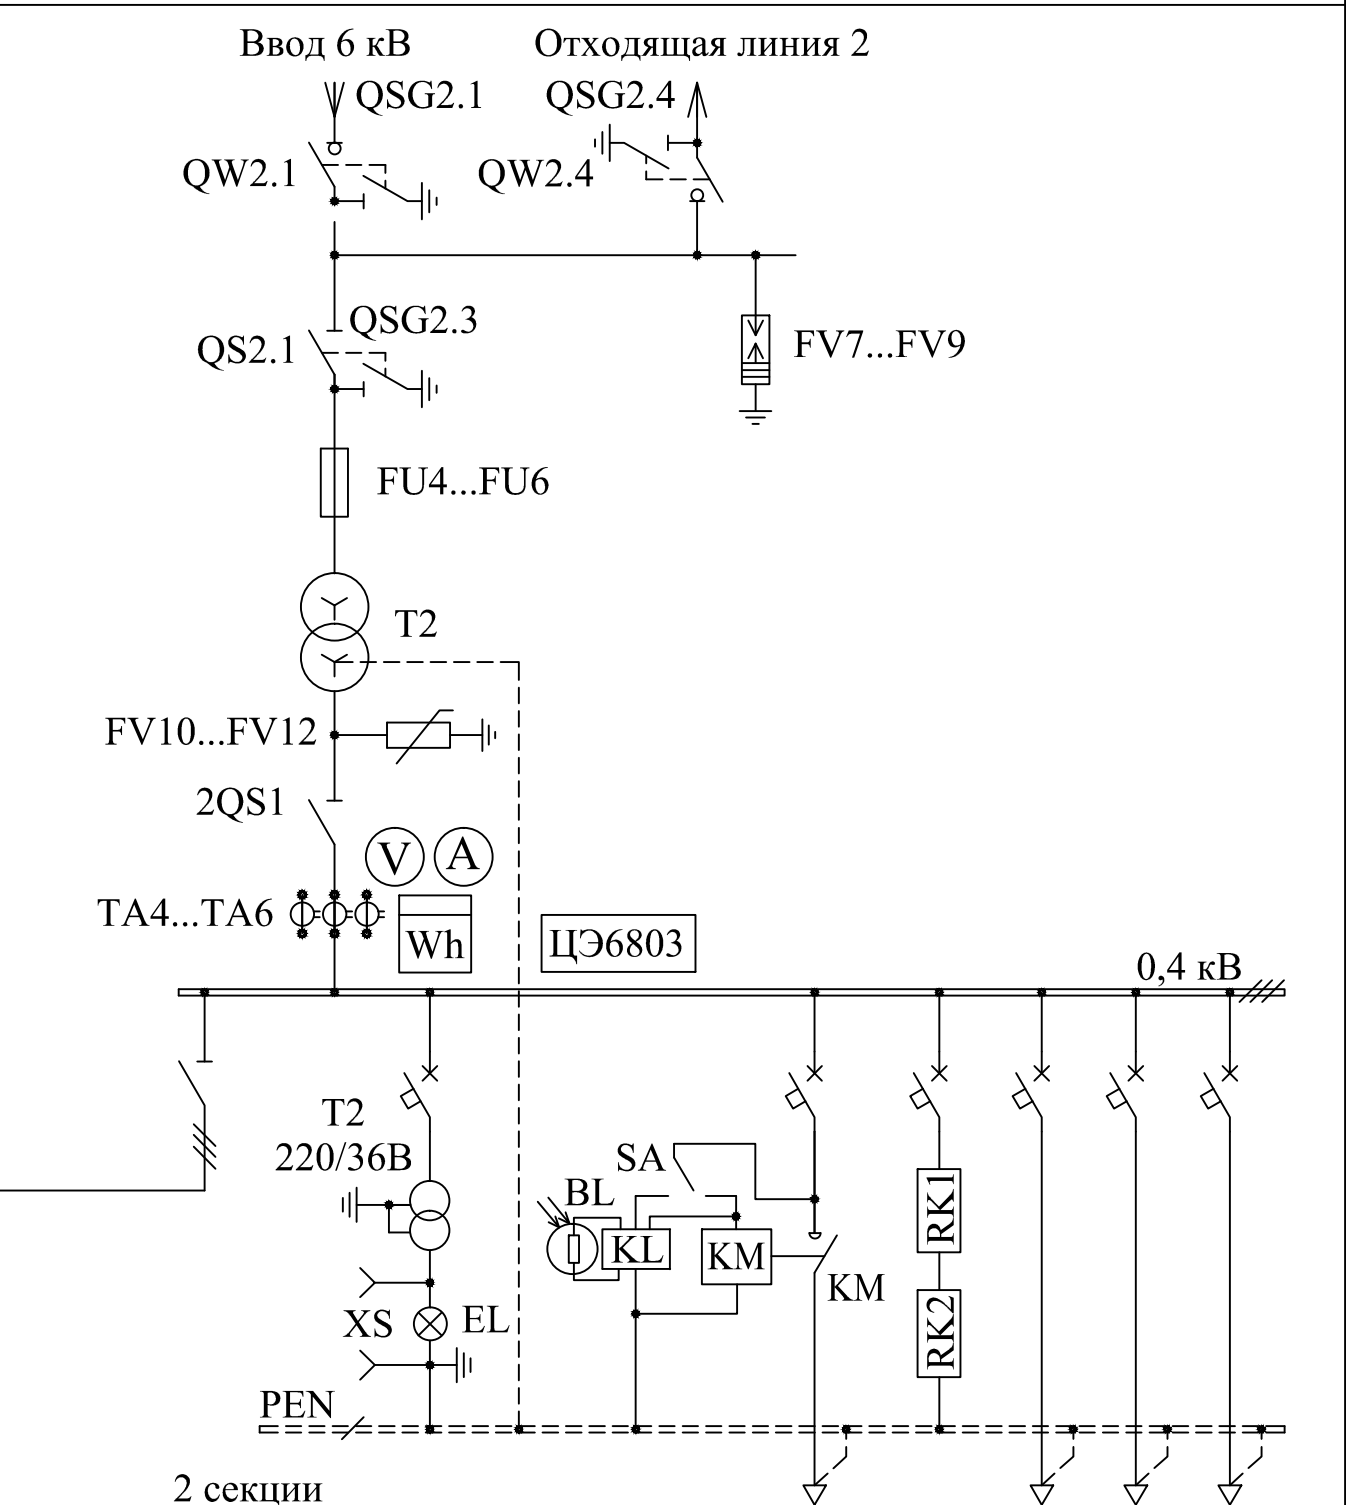 Ввод 6 кВ
Отходящая линия 2
QSG2.1
QSG2.4
QW2.1
QW2.4
QSG2.3
QS2.1
FV7...FV9
FU4...FU6
T2
FV10...FV12
2QS1
V
A
TA4...TA6
Wh
ЦЭ6803
0,4 кВ
T2
220/36В
SA
BL
KL
KM
KM
RK1
RK2
XS
EL
PEN
2 секции